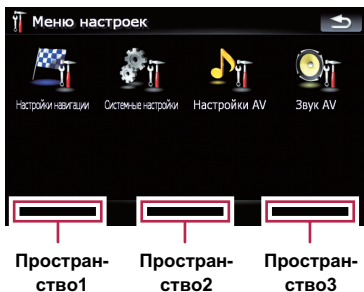 Меню настроек
Настройки навигации Системные настройки Настройки AV Звук AV
Простран- Простран- Простран-
ство1 ство2 ство3